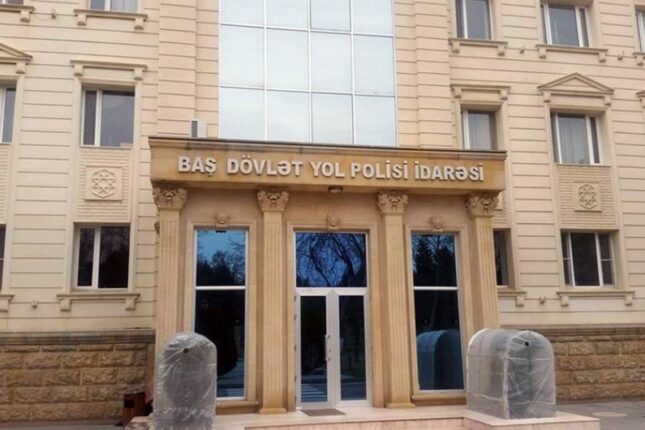 BAŞ DÖVLƏT YOL POLİSİ İDARƏSİ